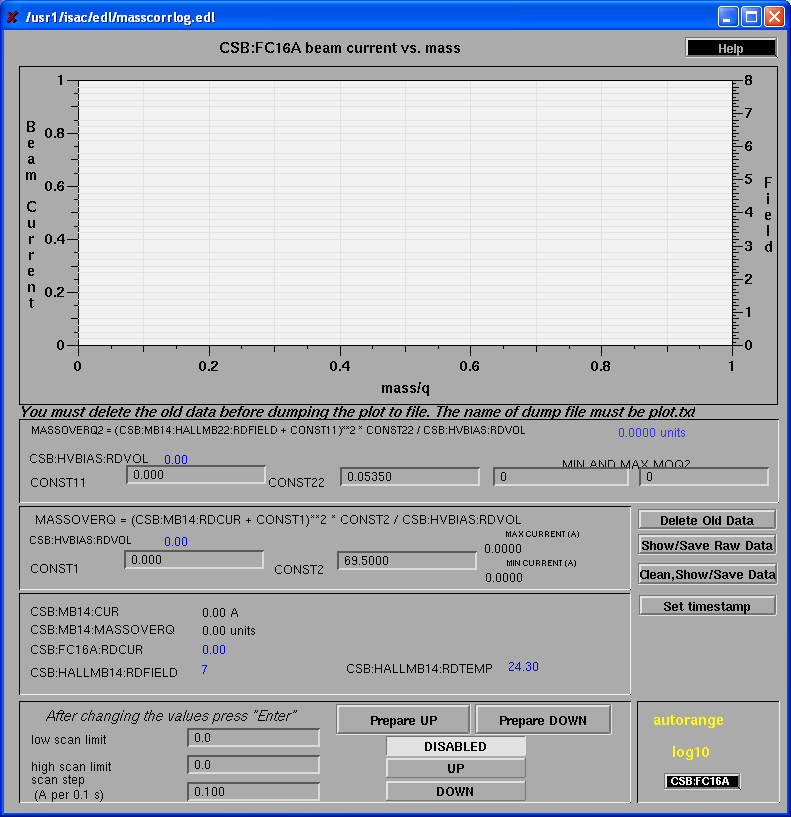 /usr1/isac/edl/masscorrlog.edl
CSB:FC16A beam current vs. mass
Help
1
0.8
0.6
0.4
0.2
0
Beam Current
8
7
6
5
4
3
2
1
0
Field
0 0.2 0.4 0.6 0.8 1
mass/q
You must delete the old data before dumping the plot to file. The name of dump file must be plot.txt
MASSOVERQ2 = (CSB:MB14:HALLMB22:RDFIELD + CONST11 )**2 * CONST22 / CSB:HVBIAS:RDVOL
0.0000 units
CSB:HVBIAS:RDVOL 0.00
MIN AND MAX MOQ2
CONST11 0.000 CONST22 0.05350 0 0
MASSOVERQ = (CSB:MB14:RDCUR + CONST1)**2 * CONST2 / CSB:HVBIAS:RDVOL
CSB:HVBIAS:RDVOL 0.00
MAX CURRENT (A)
0.0000
CONST1 0.000 CONST2 69.5000
MIN CURRENT (A)
0.0000
Delete Old Data
Show/Save Raw Data
Clean,Show/Save Data
Set timestamp
CSB:MB14:CUR 0.00 A
CSB:MB14:MASSOVERQ 0.00 units
CSB:FC16A:RDCUR 0.00
CSB:HALLMB14:RDFIELD 7
CSB:HALLMB14:RDTEMP 24.30
After changing the values press "Enter"
low scan limit 0.0
high scan limit 0.0
scan step
(A per 0.1 s) 0.100
Prepare UP
Prepare DOWN
DISABLED
UP
DOWN
autorange
log10
CSB:FC16A